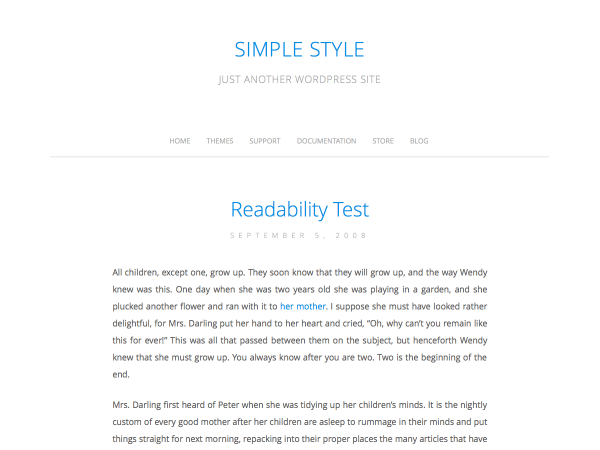 SIMPLE STYLE
JUST ANOTHER WORDPRESS SITE
HOME THEMES SUPPORT DOCUMENTATION STORE BLOG
Readability Test
SEPTEMBER 5, 2008
All children, except one, grow up. They soon know that they will grow up, and the way Wendy
knew was this. One day when she was two years old she was playing in a garden, and she
plucked another flower and ran with it to her mother. I suppose she must have looked rather
delightful, for Mrs. Darling put her hand to her heart and cried, “Oh, why can’t you remain like
this for ever!” This was all that passed between them on the subject, but henceforth Wendy
knew that she must grow up. You always know after you are two. Two is the beginning of the
end.
Mrs. Darling first heard of Peter when she was tidying up her children’s minds. It is the nightly
custom of every good mother after her children are asleep to rummage in their minds and put
things straight for next morning, repacking into their proper places the many articles that have